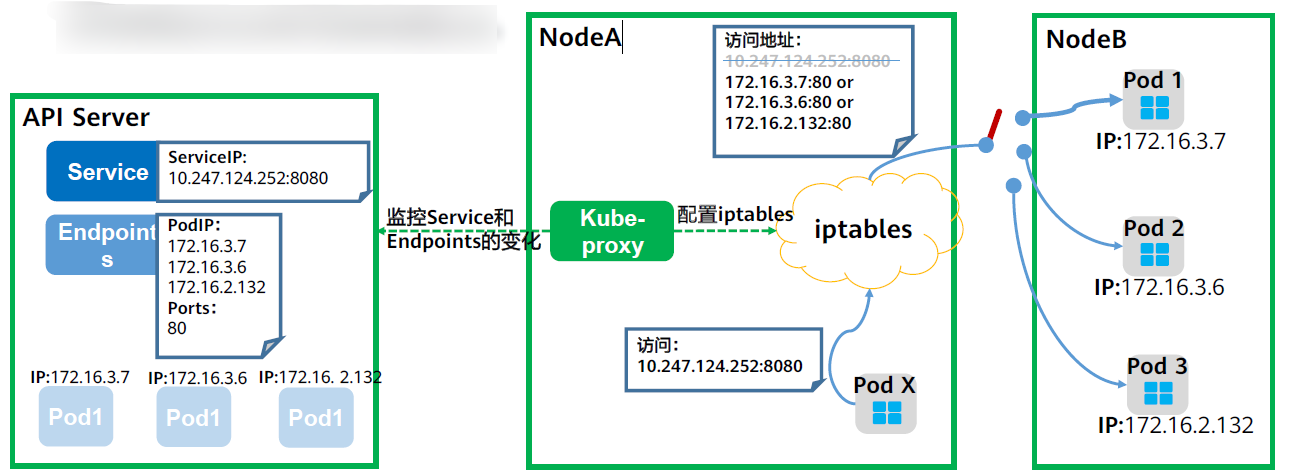 API Server
Service
ServiceIP:
10.247.124.252:8080
Endpoint
s
PodIP:
172.16.3.7
172.16.3.6
172.16.2.132
Ports：
80
IP:172.16.3.7
IP:172.16.3.6
IP:172.16. 2.132
Pod1
Pod1
Pod1
监控Service和
Endpoints的变化
NodeA
访问地址：
10.247.124.252:8080
172.16.3.7:80 or
172.16.3.6:80 or
172.16.2.132:80
Kube-
proxy
配置iptables
iptables
访问：
10.247.124.252:8080
Pod X
NodeB
Pod 1
IP:172.16.3.7
Pod 2
IP:172.16.3.6
Pod 3
IP:172.16.2.132